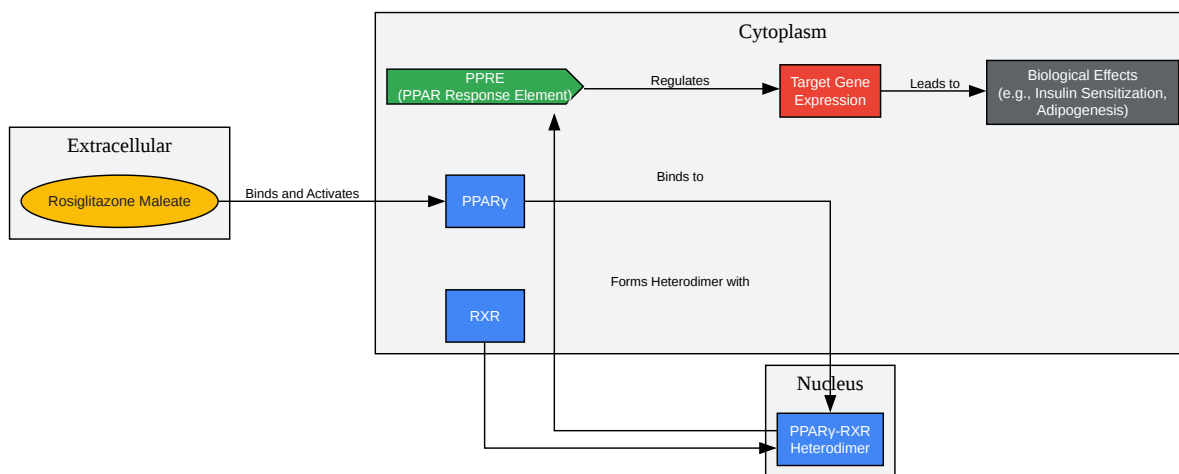 Cytoplasm
PPRE
(PPAR Response Element)
Regulates
Target Gene
Expression
Leads to
Biological Effects
(e.g., Insulin Sensitization,
Adipogenesis)
Extracellular
Rosiglitazone Maleate
Binds and Activates
PPARγ
Binds to
Forms Heterodimer with
RXR
Nucleus
PPARγ-RXR
Heterodimer